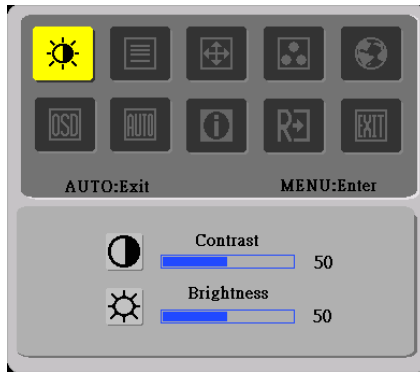 OSD AUTO R EXIT
AUTO:Exit MENU:Enter
Contrast
50
Brightness
50